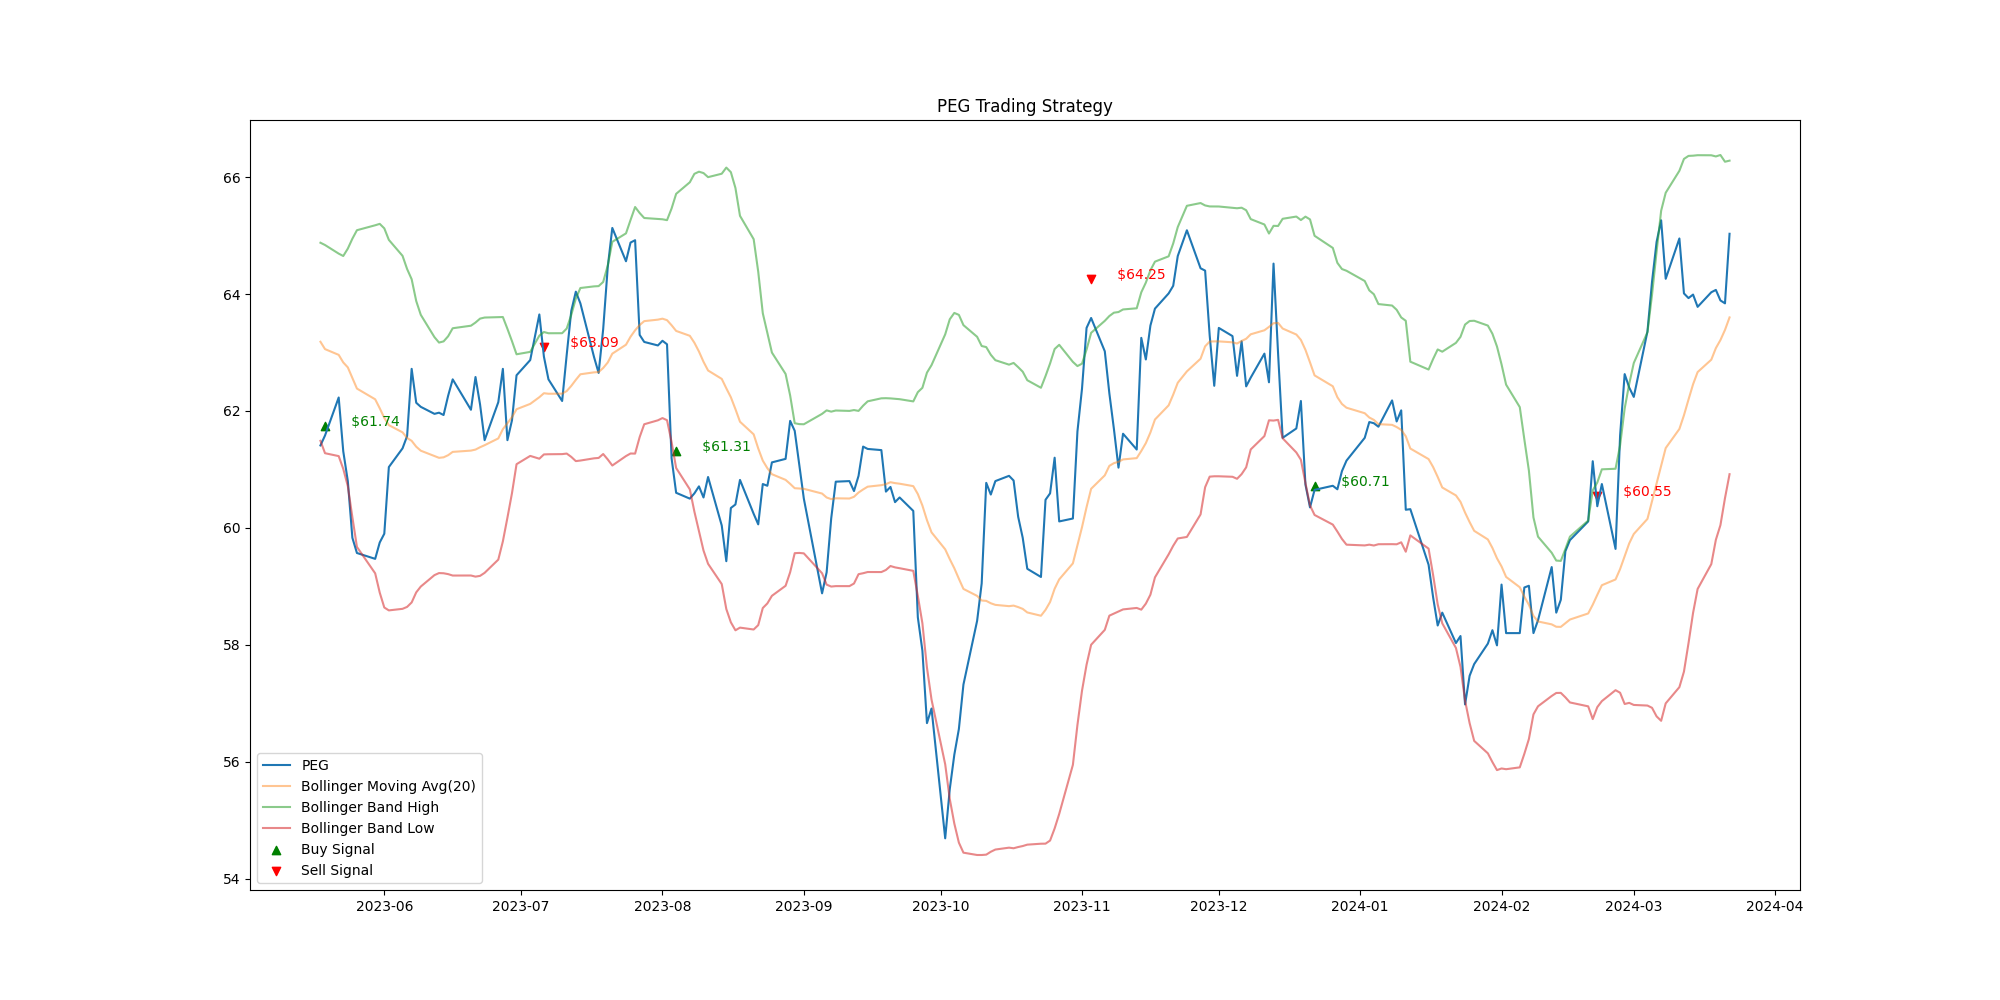 PEG Trading Strategy
66
64
62
60
58
56
54
$61.74
$63.09
$61.31
$64.25
$60.71
$60.55
PEG
Bollinger Moving Avg(20)
Bollinger Band High
Bollinger Band Low
Buy Signal
Sell Signal
2023-06 2023-07 2023-08 2023-09 2023-10 2023-11 2023-12 2024-01 2024-02 2024-03 2024-04